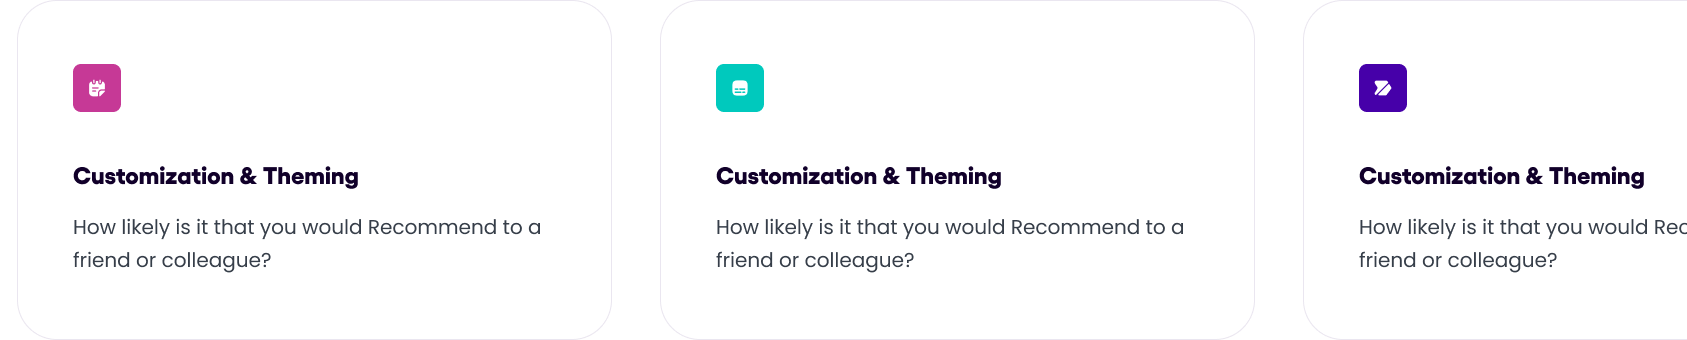 Customization & Theming
How likely is it that you would Recommend to a
friend or colleague?
Customization & Theming
How likely is it that you would Recommend to a
friend or colleague?
Customization & Theming
How likely is it that you would
friend or colleague?